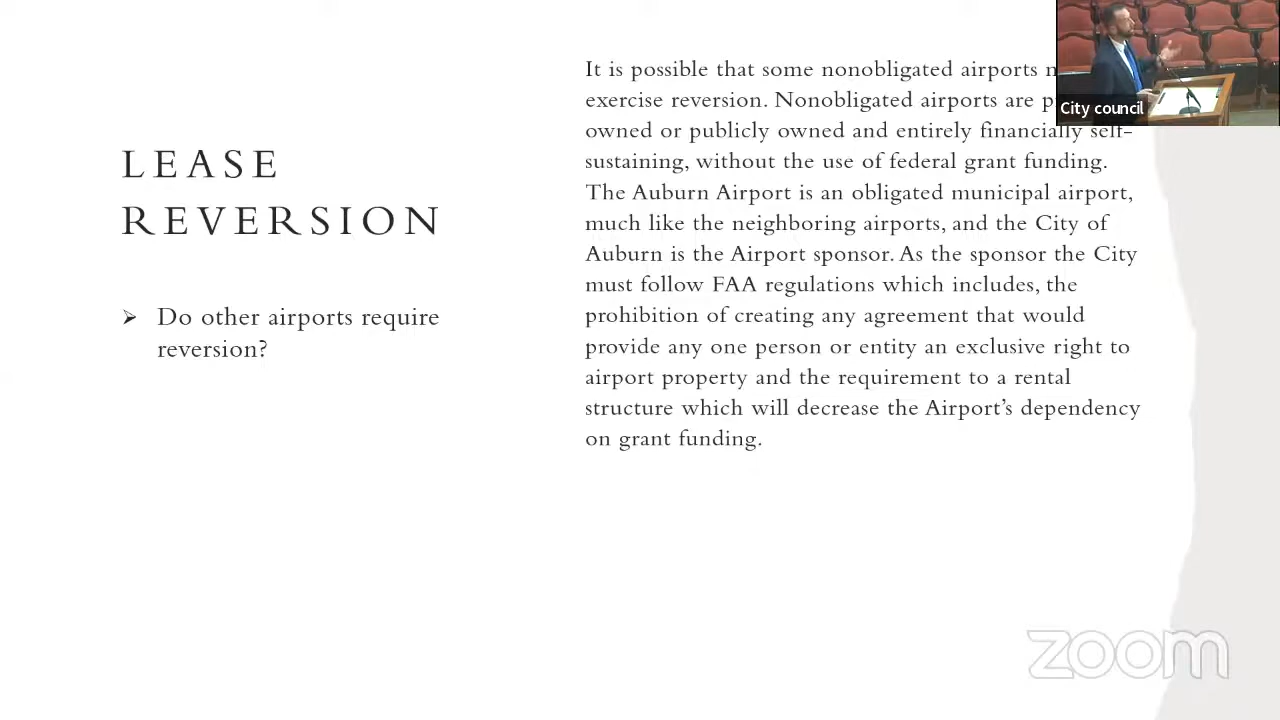 LEASE
REVERSION
Do other airports require
reversion?
It is possible that some nonobligated airports
exercise reversion. Nonobligated airports are
owned or publicly owned and entirely financially self-
sustaining, without the use of federal grant funding.
The Auburn Airport is an obligated municipal airport,
much like the neighboring airports, and the City of
Auburn is the Airport sponsor. As the sponsor the City
must follow FAA regulations which includes, the
prohibition of creating any agreement that would
provide any one person or entity an exclusive right to
airport property and the requirement to a rental
structure which will decrease the Airport's dependency
on grant funding.
City council
zoom